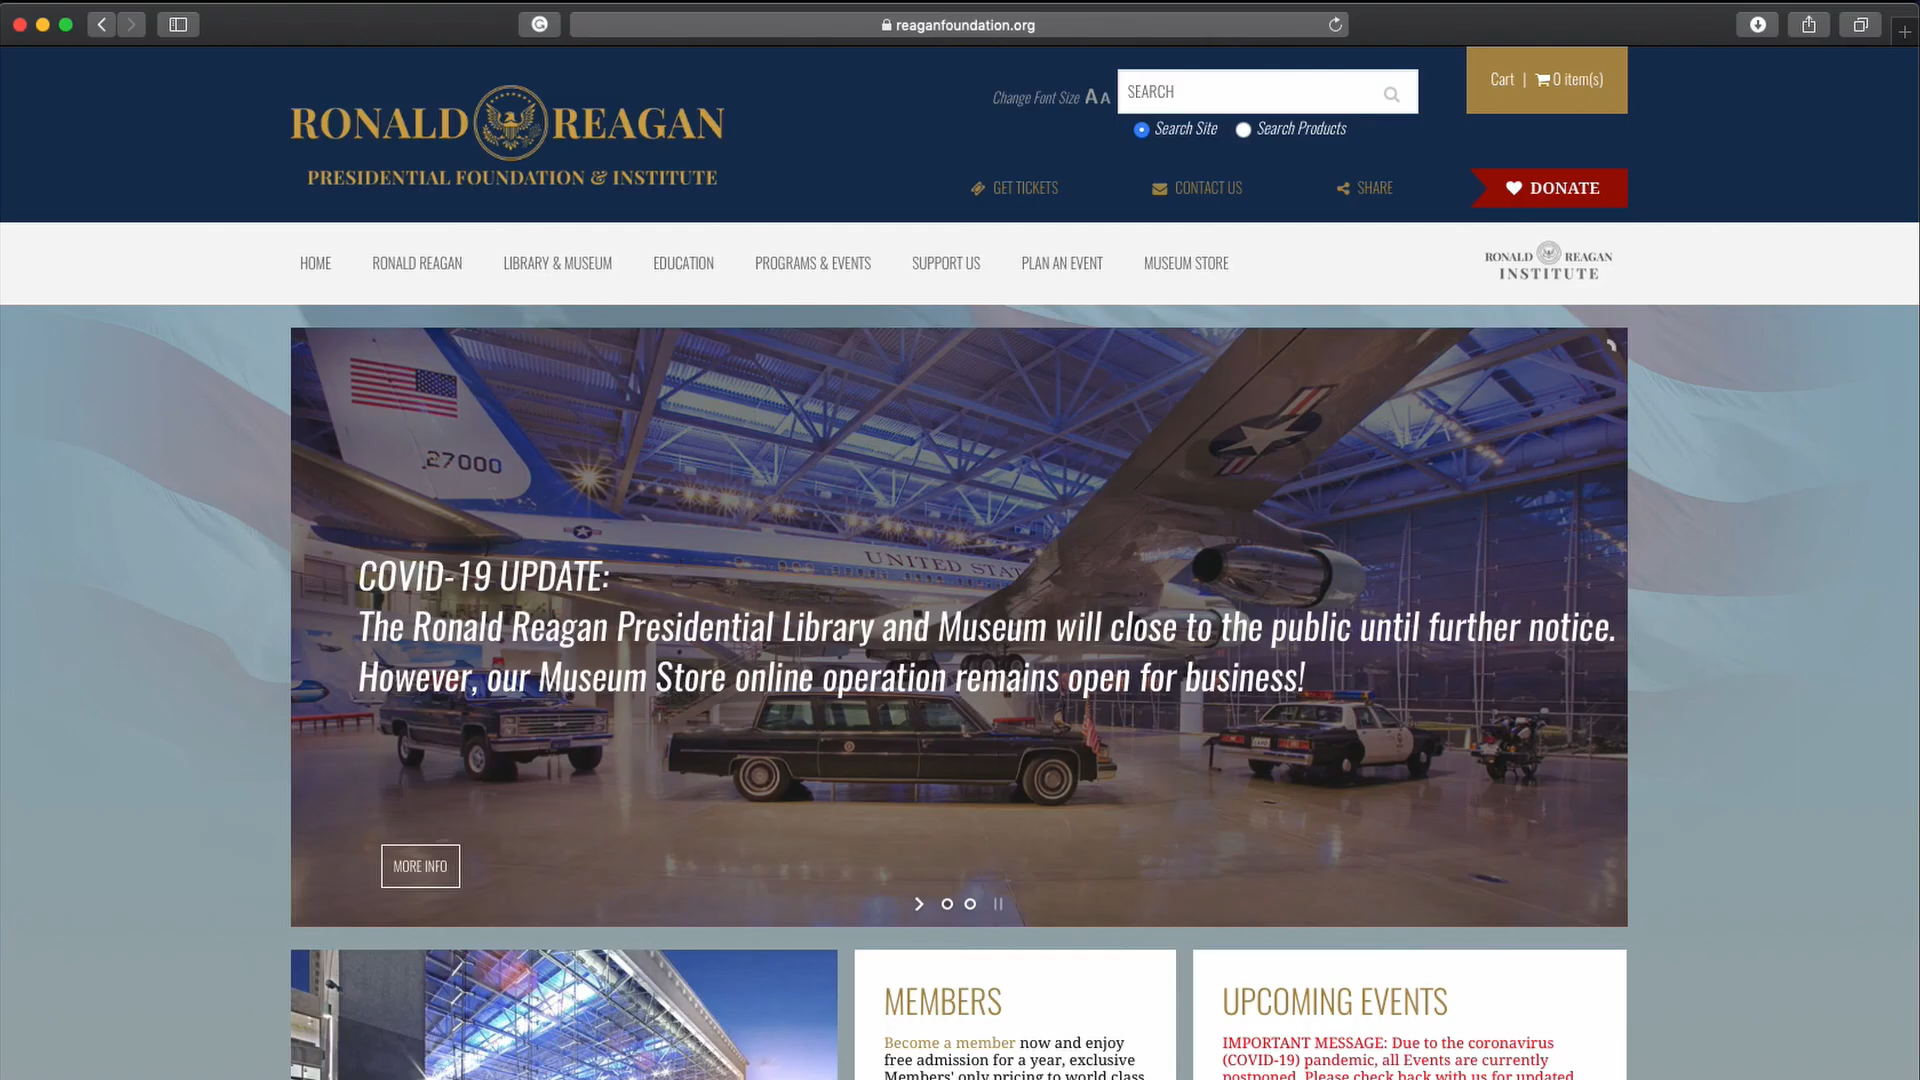 reaganfoundation.org
RONALD REAGAN
PRESIDENTIAL FOUNDATION & INSTITUTE
Change Font Size A A
SEARCH
Search Site Search Products
Cart | 0 item(s)
GET TICKETS
CONTACT US
SHARE
DONATE
HOME
RONALD REAGAN
LIBRARY & MUSEUM
EDUCATION
PROGRAMS & EVENTS
SUPPORT US
PLAN AN EVENT
MUSEUM STORE
RONALD REAGAN
INSTITUTE
27000
UNITED STAT
COVID-19 UPDATE:
The Ronald Reagan Presidential Library and Museum will close to the public until further notice.
However, our Museum Store online operation remains open for business!
MORE INFO
MEMBERS
Become a member now and enjoy
free admission for a year, exclusive
Members' only pricing to world class
UPCOMING EVENTS
IMPORTANT MESSAGE: Due to the coronavirus
(COVID-19) pandemic, all Events are currently
postponed. Please check back with us for updated